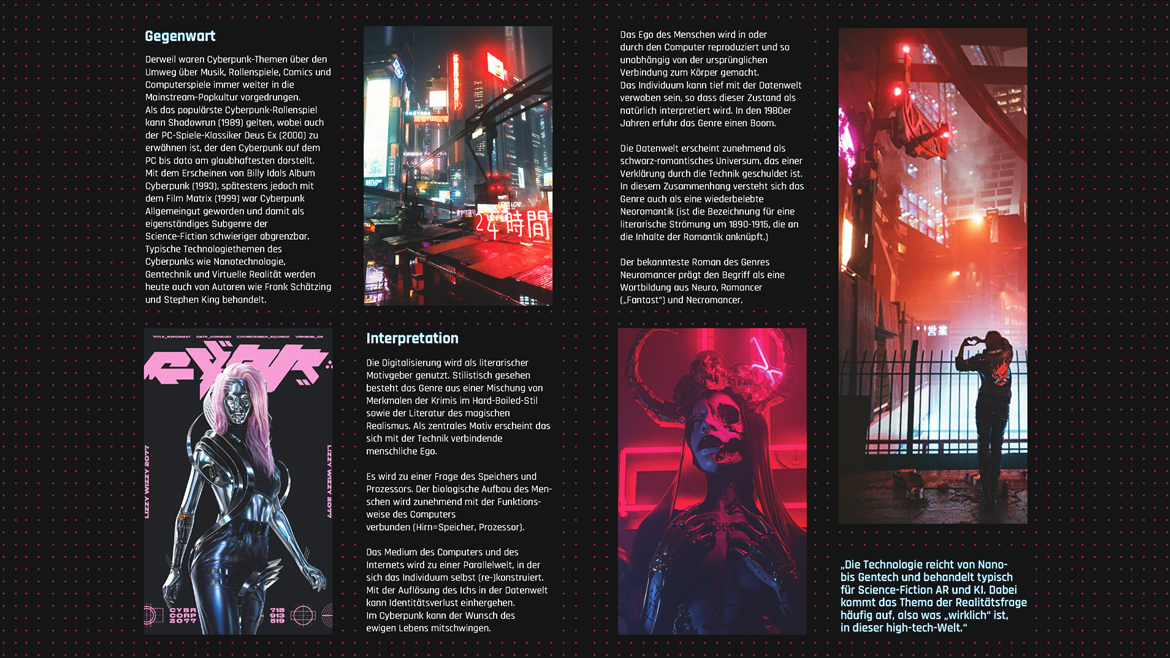 Gegenwart
Derweil waren Cyberpunk-Themen über den
Umweg über Musik, Rollenspiele, Comics und
Computerspiele immer weiter in die
Mainstream-Popkultur vorgedrungen.
Als das populärste Cyberpunk-Rollenspiel
kann Shadowrun (1989) gelten, wobei auch
der PC-Spiele-Klassiker Deus Ex (2000) zu
erwähnen ist, der den Cyberpunk auf dem
PC bis dato am glaubhaftesten darstellt.
Mit dem Erscheinen von Billy Idols Album
Cyberpunk (1993), spätestens jedoch mit
dem Film Matrix (1999) war Cyberpunk
Allgemeingut geworden und damit als
eigenständiges Subgenre der
Science-Fiction schwieriger abgrenzbar.
Typische Technologiethemen des
Cyberpunks wie Nanotechnologie,
Gentechnik und Virtuelle Realität werden
heute auch von Autoren wie Frank Schätzing
und Stephen King behandelt.
24時間
LIZZY WIZZY 2077
LIZZY WIZZY 2077
CYBR
CORP
2077
718
913
519
Interpretation
Die Digitalisierung wird als literarischer
Motivgeber genutzt. Stilistisch gesehen
besteht das Genre aus einer Mischung von
Merkmalen der Krimis im Hard-Boiled-Stil
sowie der Literatur des magischen
Realismus. Als zentrales Motiv erscheint das
sich mit der Technik verbindende
menschliche Ego.
Es wird zu einer Frage des Speichers und
Prozessors. Der biologische Aufbau des Men-
schen wird zunehmend mit der Funktions-
weise des Computers
verbunden (Hirn=Speicher, Prozessor).
Das Medium des Computers und des
Internets wird zu einer Parallelwelt, in der
sich das Individuum selbst (re-)konstruiert.
Mit der Auflösung des Ichs in der Datenwelt
kann Identitätsverlust einhergehen.
Im Cyberpunk kann der Wunsch des
ewigen Lebens mitschwingen.
Das Ego des Menschen wird in oder
durch den Computer reproduziert und so
unabhängig von der ursprünglichen
Verbindung zum Körper gemacht.
Das Individuum kann tief mit der Datenwelt
verwoben sein, so dass dieser Zustand als
natürlich interpretiert wird. In den 1980er
Jahren erfuhr das Genre einen Boom.
Die Datenwelt erscheint zunehmend als
schwarz-romantisches Universum, das einer
Verklärung durch die Technik geschuldet ist.
In diesem Zusammenhang versteht sich das
Genre auch als eine wiederbelebte
Neoromantik (ist die Bezeichnung für eine
literarische Strömung um 1890-1915, die an
die Inhalte der Romantik anknüpft.)
Der bekannteste Roman des Genres
Neuromancer prägt den Begriff als eine
Wortbildung aus Neuro, Romancer
(„Fantast“) und Necromancer.
営業
„Die Technologie reicht von Nano-
bis Gentech und behandelt typisch
für Science-Fiction AR und KI. Dabei
kommt das Thema der Realitätsfrage
häufig auf, also was „wirklich“ ist,
in dieser high-tech-Welt.“